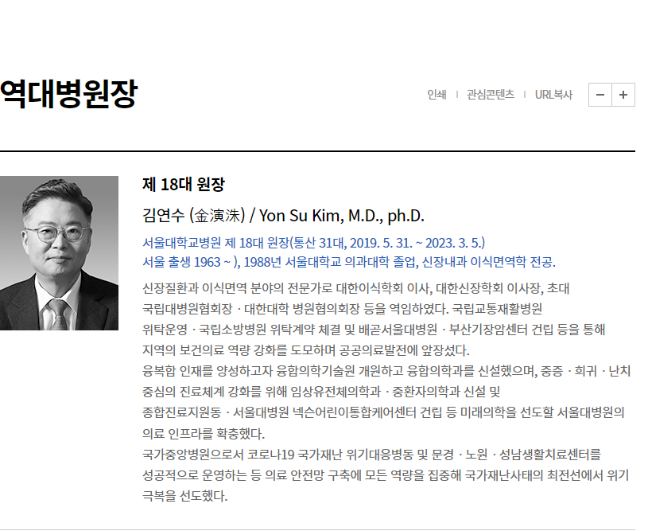 역대병원장
인쇄 | 관심콘텐츠 | URL복사 − +
제 18대 원장
김연수 (金演洙) / Yon Su Kim, M.D., ph.D.
서울대학교병원 제 18대 원장(통산 31대, 2019. 5. 31. ~ 2023. 3. 5.)
서울 출생 1963 ~ ), 1988년 서울대학교 의과대학 졸업, 신장내과 이식면역학 전공.
신장질환과 이식면역 분야의 전문가로 대한이식학회 이사, 대한신장학회 이사장, 초대
국립대병원협회장ㆍ대한대학 병원협의회장 등을 역임하였다. 국립교통재활병원
위탁운영ㆍ국립소방병원 위탁계약 체결 및 배곧서울대병원ㆍ부산기장암센터 건립 등을 통해
지역의 보건의료 역량 강화를 도모하며 공공의료발전에 앞장섰다.
융복합 인재를 양성하고자 융합의학기술원 개원하고 융합의학과를 신설했으며, 중증ㆍ희귀ㆍ난치
중심의 진료체계 강화를 위해 임상유전체의학과ㆍ중환자의학과 신설 및
종합진료지원동ㆍ서울대병원 넥슨어린이통합케어센터 건립 등 미래의학을 선도할 서울대병원의
의료 인프라를 확충했다.
국가중앙병원으로서 코로나19 국가재난 위기대응병동 및 문경ㆍ노원ㆍ성남생활치료센터를
성공적으로 운영하는 등 의료 안전망 구축에 모든 역량을 집중해 국가재난사태의 최전선에서 위기
극복을 선도했다.